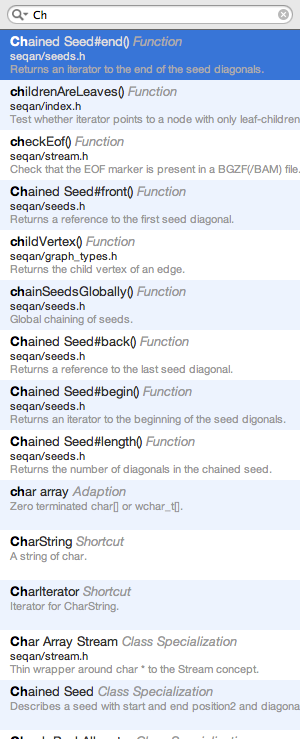 Ch
Chained Seed#end() Function
seqan/seeds.h
Returns an iterator to the end of the seed diagonals.
childrenAreLeaves() Function
seqan/index.h
Test whether iterator points to a node with only leaf-children
checkEof() Function
seqan/stream.h
Check that the EOF marker is present in a BGZF(/BAM) file.
Chained Seed#front() Function
seqan/seeds.h
Returns a reference to the first seed diagonal.
childVertex() Function
seqan/graph_types.h
Returns the child vertex of an edge.
chainSeedsGlobally() Function
seqan/seeds.h
Global chaining of seeds.
Chained Seed#back() Function
seqan/seeds.h
Returns a reference to the last seed diagonal.
Chained Seed#begin() Function
seqan/seeds.h
Returns an iterator to the beginning of the seed digonals.
Chained Seed#length() Function
seqan/seeds.h
Returns the number of diagonals in the chained seed.
char array Adaption
Zero terminated char[] or wchar_t[].
CharString Shortcut
A string of char.
CharIterator Shortcut
Iterator for CharString.
Char Array Stream Class Specialization
seqan/stream.h
Thin wrapper around char * to the Stream concept.
Chained Seed Class Specialization
Describes a seed with start and end position2 and diagona